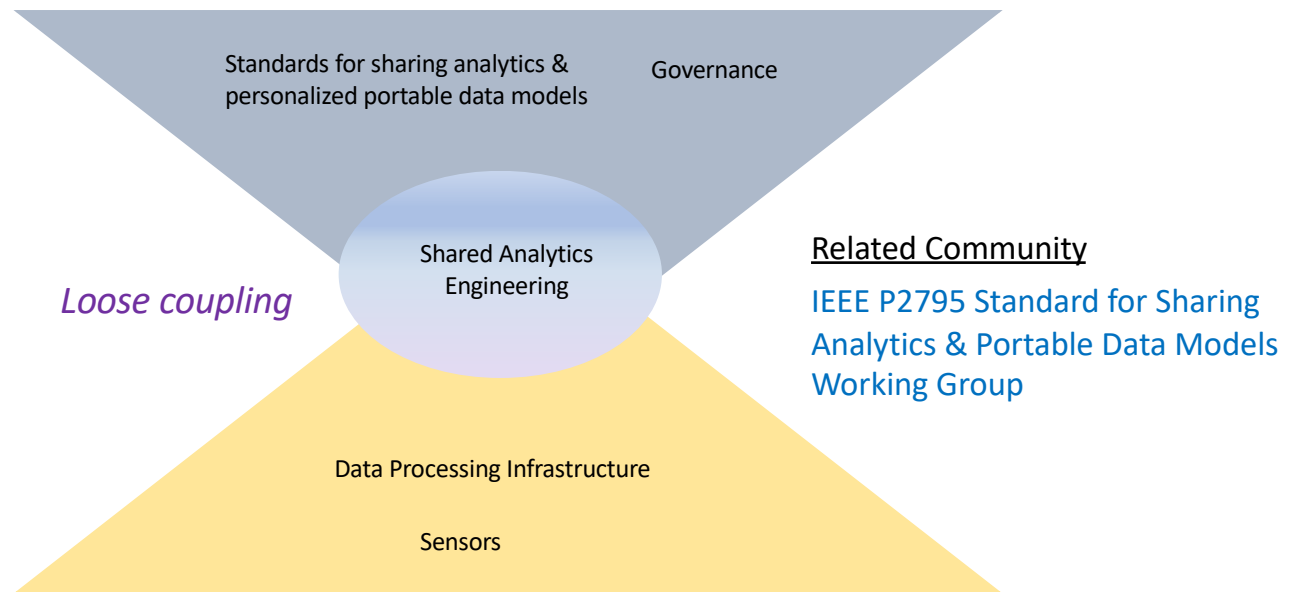 Standards for sharing analytics &
personalized portable data models
Governance
Shared Analytics
Engineering
Loose coupling
Related Community
IEEE P2795 Standard for Sharing
Analytics & Portable Data Models
Working Group
Data Processing Infrastructure
Sensors